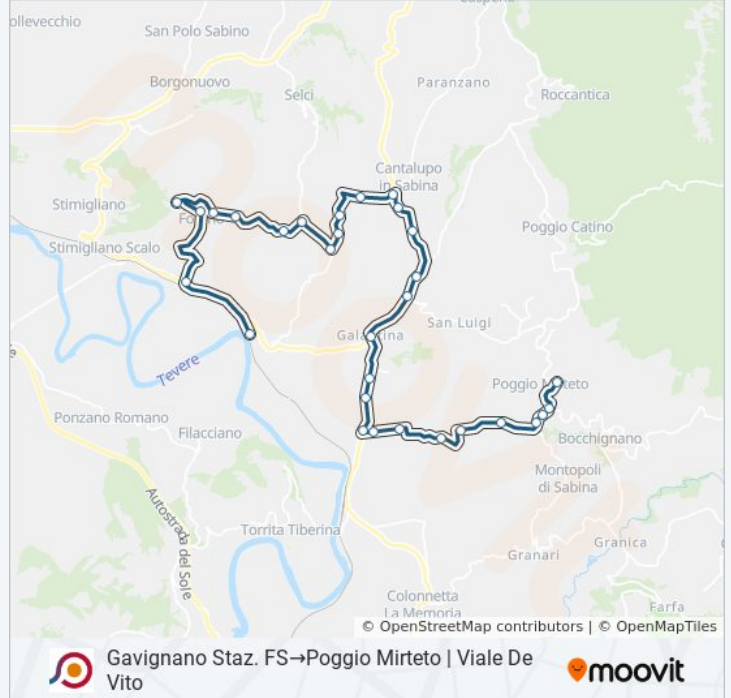 ollevecchio
San Polo Sabino
Borgonuovo
Selci
Paranzano
Roccantica
Cantalupo
in Sabina
Stimigliano
Poggio Catino
Stimigliano Scalo
San Luigi
Tevere
Poggio Mirteto
Ponzano Romano
Filacciano
Bocchignano
Montopoli
di Sabina
Autostrada del Sole
Torrita Tiberina
Granari
Granica
Colonnetta
La Memoria
Farfa
© OpenStreetMap contributors | © OpenMapTiles
Gavignano Staz. FS→Poggio Mirteto | Viale De
Vito
moovit